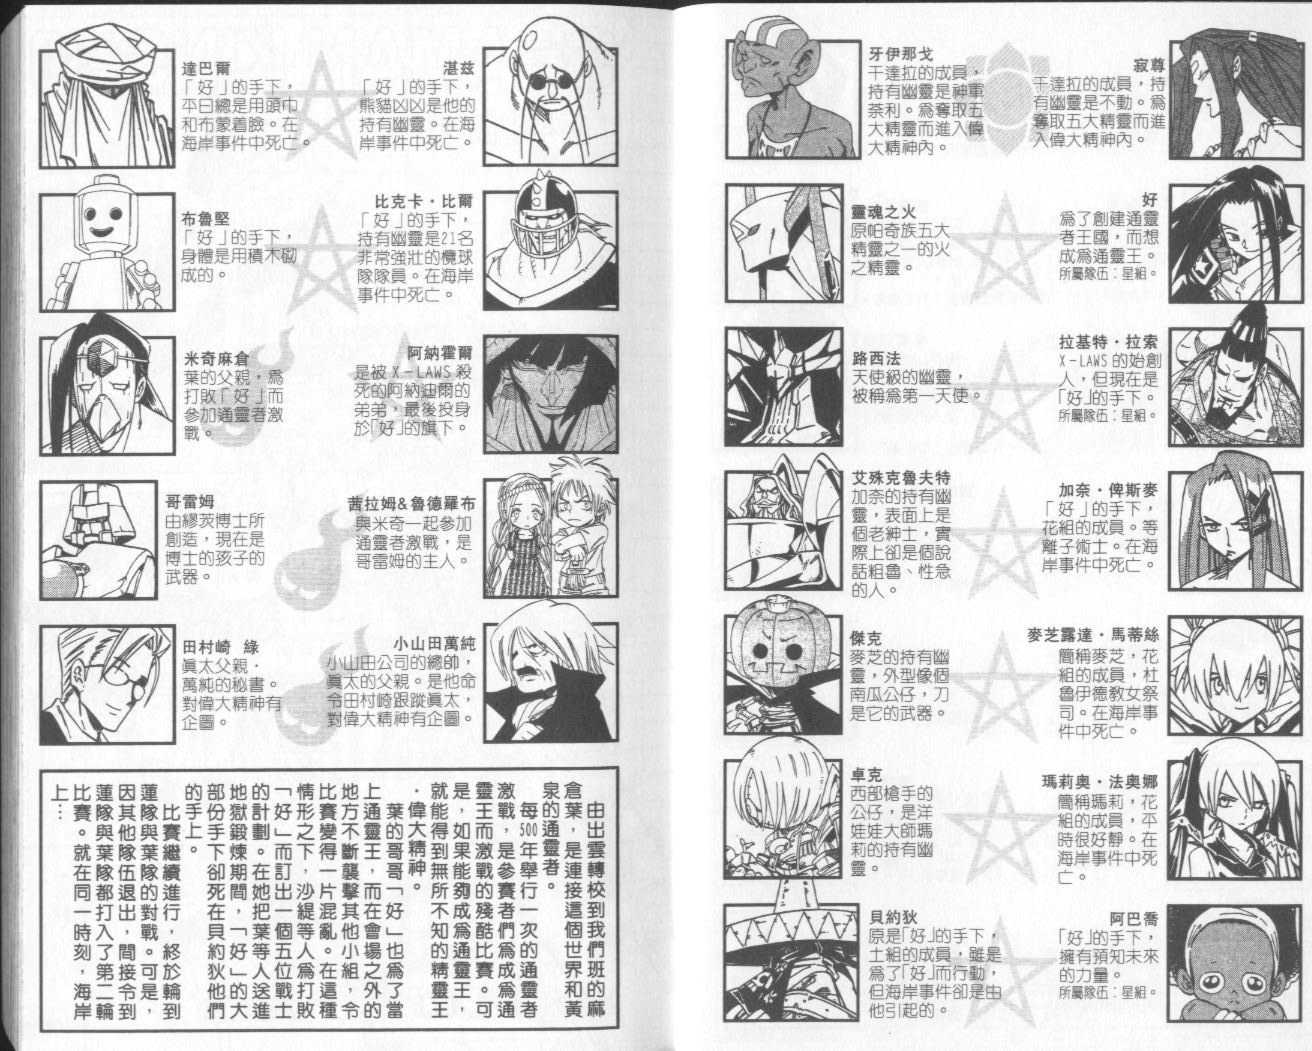 寂尊
干達拉的成員，持
有幽靈是不動。為
奪取五大精靈而進
入偉大精神內。
牙伊那戈
干達拉的成員，
持有幽靈是神軍
荼利。為奪取五
大精靈而進入偉
大精神內。
好
為了創建通靈
者王國，而想
成為通靈王。
所屬隊伍：星組。
靈魂之火
原帕奇族五大
精靈之一的火
之精靈。
拉基特・拉索
X－LAWS的始創
人，但現在是
「好」的手下。
所屬隊伍：星組。
路西法
天使級的幽靈，
被稱為第一天使。
加奈・俾斯麥
「好」的手下，
花組的成員。等
離子術士。在海
岸事件中死亡。
艾殊克魯夫特
加奈的持有幽
靈，表面上是
個老紳士，實
際上卻是個說
話粗魯、性急
的人。
麥芝露達・馬蒂絲
簡稱麥芝，花
組的成員，杜
魯伊德教女祭
司。在海岸事
件中死亡。
傑克
麥芝的持有幽
靈，外型像個
南瓜公仔，刀
是它的武器。
瑪莉奥・法奧娜
簡稱瑪莉，花
組的成員，平
時很好靜。在
海岸事件中死
亡。
卓克
西部槍手的
公仔，是洋
娃娃大師瑪
莉的持有幽
靈。
阿巴喬
「好」的手下，
擁有預知未來
的力量。
所屬隊伍：星組。
貝約狄
原是「好」的手下，
土組的成員，雖是
為了「好」而行動，
但海岸事件卻是由
他引起的。
湛兹
「好」的手下，
熊貓凶凶是他的
持有幽靈。在海
岸事件中死亡。
達巴爾
「好」的手下，
平日總是用頭巾
和布蒙着臉。在
海岸事件中死亡。
比克卡・比爾
「好」的手下，
持有幽靈是21名
非常強壯的欖球
隊隊員。在海岸
事件中死亡。
布魯堅
「好」的手下，
身體是用積木砌
成的。
阿納霍爾
是被X－LAWS殺
死的阿納迪爾的
弟弟，最後投身
於「好」的旗下。
米奇麻倉
葉的父親，為
打敗「好」而
參加通靈者激
戰。
茜拉姆&魯德羅布
與米奇一起參加
通靈者激戰，是
哥雷姆的主人。
哥雷姆
由繆茨博士所
創造，現在是
博士的孩子的
武器。
小山田萬純
小山田公司的總帥，
真太的父親。是他命
令田村崎跟蹤真太，
對偉大精神有企圖。
田村崎 綠
真太父親・
萬純的秘書。
對偉大精神有
企圖。
由出雲轉校到我們班的麻
倉葉，是連接這個世界和黃
泉的通靈者。
每500年舉行一次的通靈者
激戰，是參賽者們為成為通
靈王而激戰的殘酷比賽。可
是，如果能夠成為通靈王，
就能得到無所不知的精靈王
・偉大精神。
葉的哥哥「好」也為了當
上通靈王，而在會場之外的
地方不斷襲擊其他小組，令
比賽變得一片混亂。在這種
情形之下，沙緹等人為打敗
「好」而訂出一個五位戰士
的計劃。在她把葉等人送進
地獄鍛煉期間，「好」的大
部份手下卻死在貝約狄他們
的手上。
比賽繼續進行，終於輪到
蓮隊與葉隊的對戰。可是，
因其他隊伍退出，間接令到
蓮隊與葉隊都打入了第二輪
比賽。就在同一時刻，海岸
上…